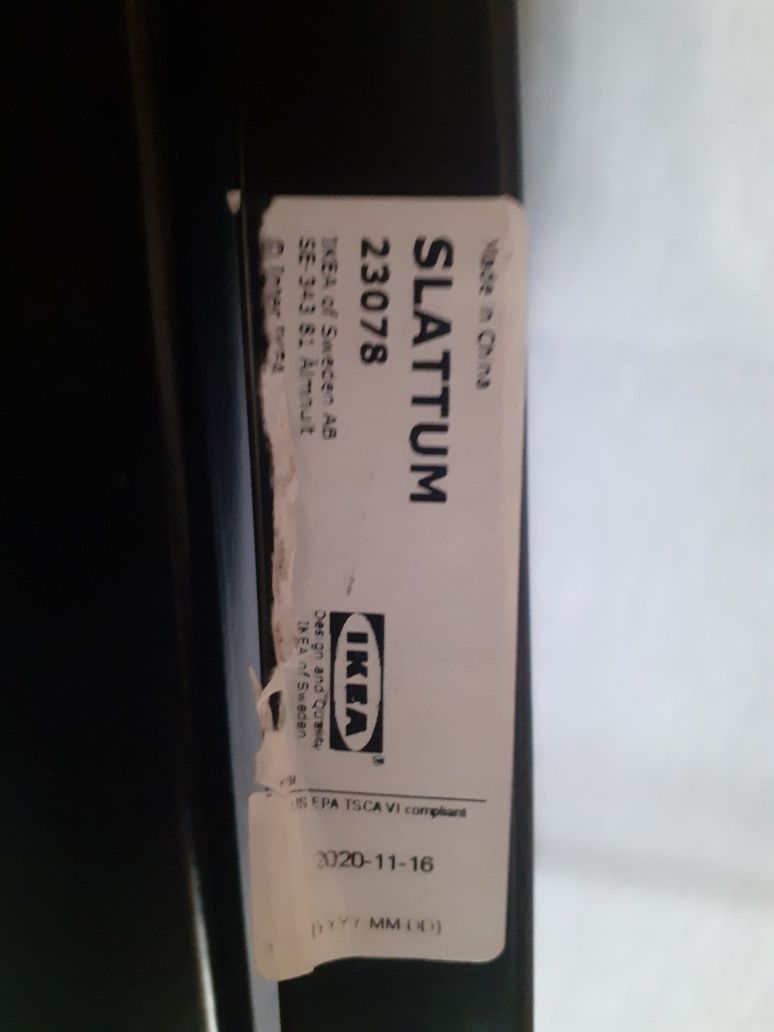 Made in China
SLATTUM
23078
IKEA of Sweden AB
SE-343 81 Älmhult
© Inter
IKEA®
Design and Quality
IKEA of Sweden
US EPA TSCA VI compliant
2020-11-16
(YYYY-MM-DD)